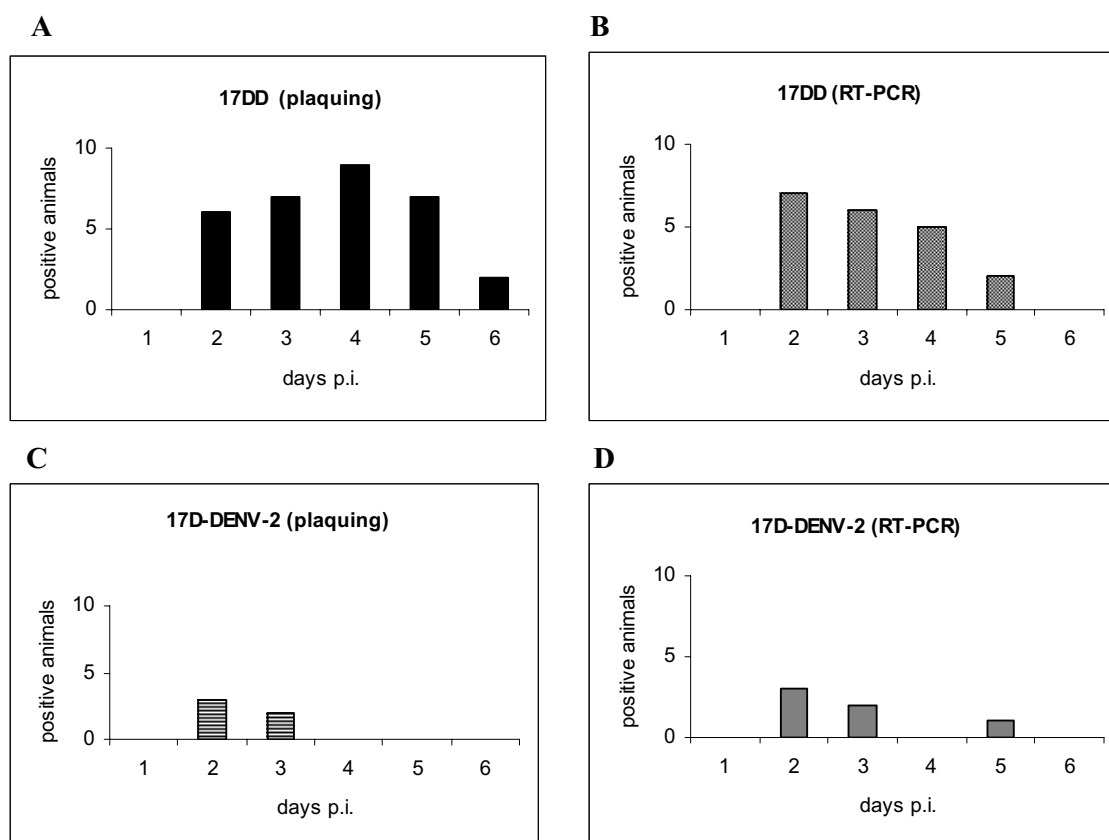 A
17DD (plaquing)
10
5
0
positive animals
1 2 3 4 5 6
days p.i.
B
17DD (RT-PCR)
10
5
0
positive animals
1 2 3 4 5 6
days p.i.
C
17D-DENV-2 (plaquing)
10
5
0
positive animals
1 2 3 4 5 6
days p.i.
D
17D-DENV-2 (RT-PCR)
10
5
0
positive animals
1 2 3 4 5 6
days p.i.